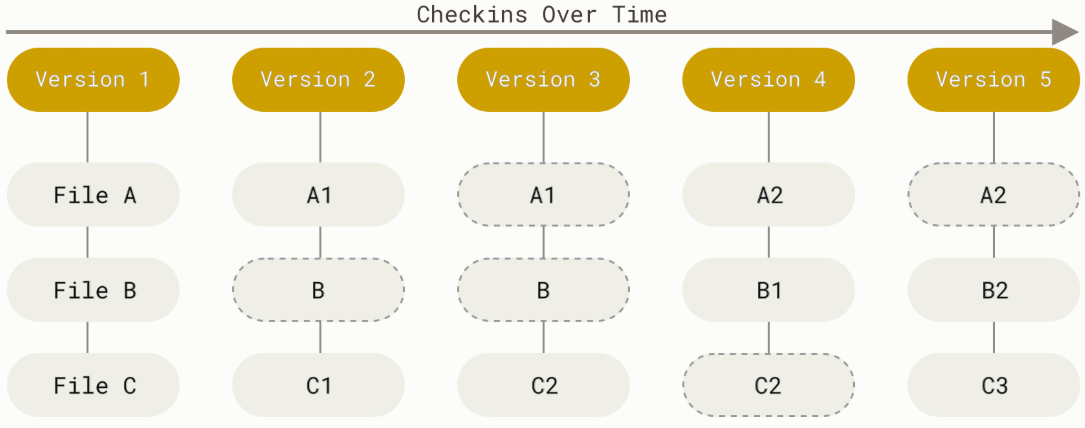 Checkins Over Time
Version 1 Version 2 Version 3 Version 4 Version 5
File A A1 A1 A2 A2
File B B B B1 B2
File C C1 C2 C2 C3